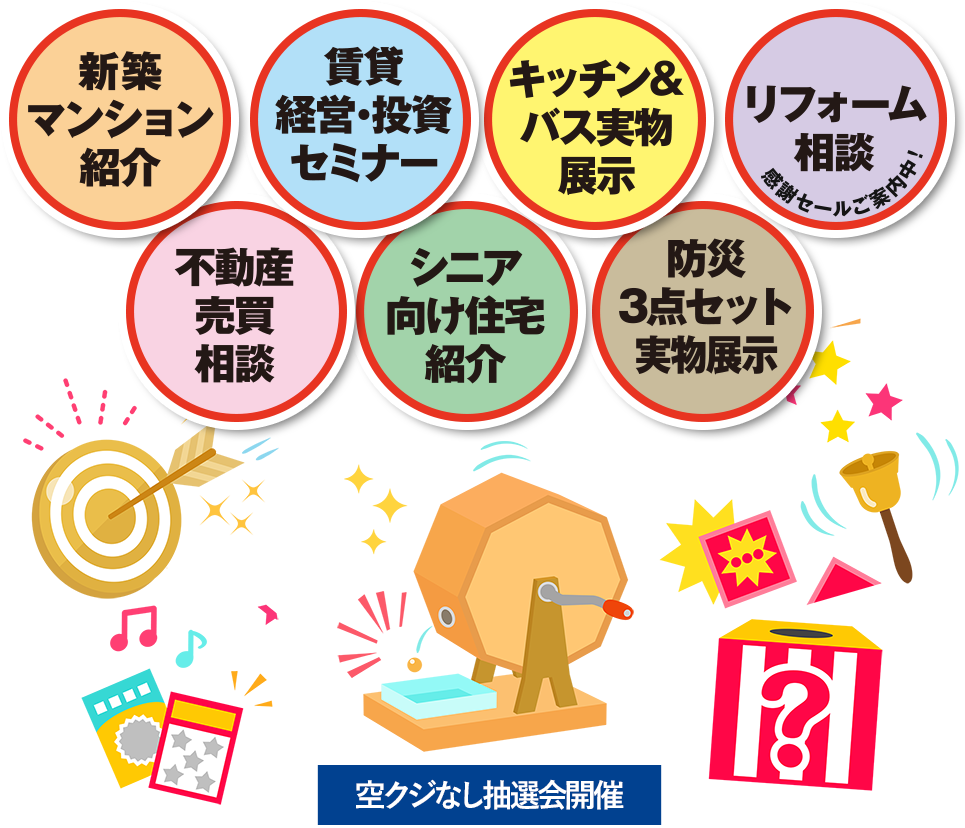 新築
マンション
紹介
賃貸
経営・投資
セミナー
キッチン&
バス実物
展示
リフォーム
相談
感謝セールご案内中！
不動産
売買
相談
シニア
向け住宅
紹介
防災
3点セット
実物展示
?
空クジなし抽選会開催